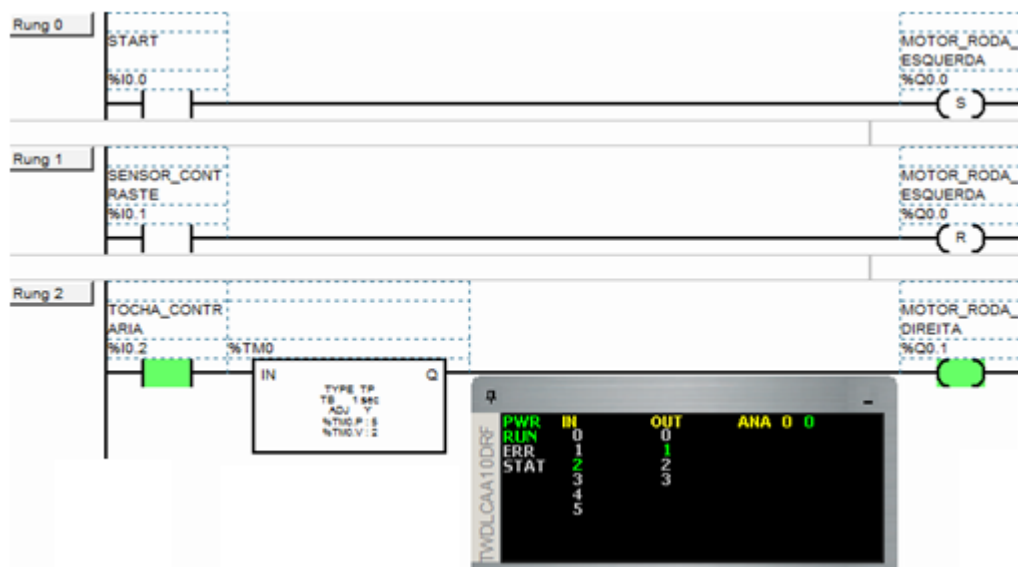 Rung 0
START
%I0.0
MOTOR_RODA_
ESQUERDA
%Q0.0
S
Rung 1
SENSOR_CONT
RASTE
%I0.1
MOTOR_RODA_
ESQUERDA
%Q0.0
R
Rung 2
TOCHA_CONTR
ARIA
%I0.2
%TM0
IN Q
TYPE TP
TB 1 sec
ADJ Y
%TM0.P : 5
%TM0.V : 2
MOTOR_RODA_
DIREITA
%Q0.1
TWDLCAA10DRF
PWR IN OUT ANA 0 0
RUN 0 0
ERR 1 1
STAT 2 2
3 3
4
5